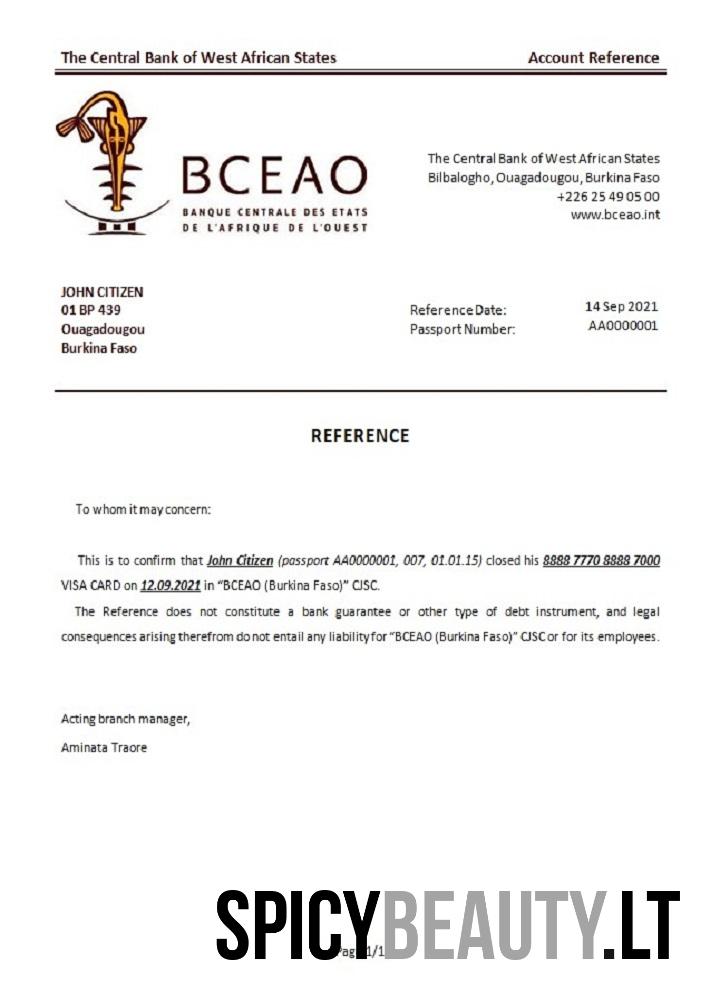 The Central Bank of West African States Account Reference
BCEAO
BANQUE CENTRALE DES ETATS
DE L'AFRIQUE DE L'OUEST
The Central Bank of West African States
Bilbalogho, Ouagadougou, Burkina Faso
+226 25 49 05 00
www.bceao.int
JOHN CITIZEN
01 BP 439
Ouagadougou
Burkina Faso
Reference Date: 14 Sep 2021
Passport Number: AA0000001
REFERENCE
To whom it may concern:
This is to confirm that John Citizen (passport AA0000001, 007, 01.01.15) closed his 8888 7770 8888 7000
VISA CARD on 12.09.2021 in “BCEAO (Burkina Faso)” CJSC.
The Reference does not constitute a bank guarantee or other type of debt instrument, and legal
consequences arising therefrom do not entail any liability for “BCEAO (Burkina Faso)” CJSC or for its employees.
Acting branch manager,
Aminata Traore
SPICYBEAUTY.LT
1/1